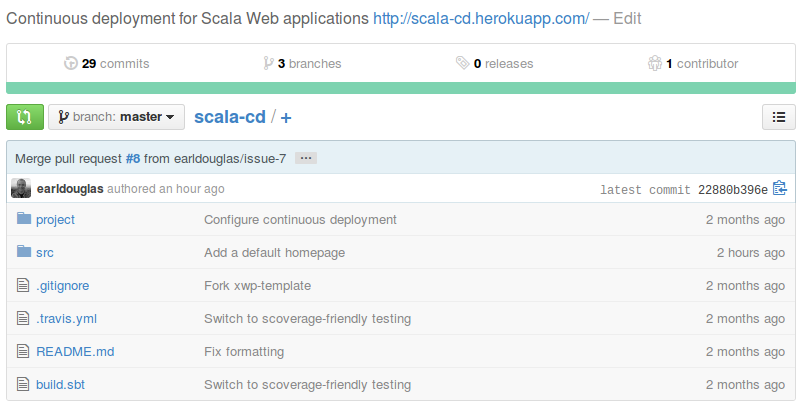 Continuous deployment for Scala Web applications http://scala-cd.herokuapp.com/ — Edit
29 commits 3 branches 0 releases 1 contributor
branch: master scala-cd / +
Merge pull request #8 from earldouglas/issue-7 ...
earldouglas authored an hour ago latest commit 22880b396e
project Configure continuous deployment 2 months ago
src Add a default homepage 2 hours ago
.gitignore Fork xwp-template 2 months ago
.travis.yml Switch to scoverage-friendly testing 2 months ago
README.md Fix formatting 2 months ago
build.sbt Switch to scoverage-friendly testing 2 months ago